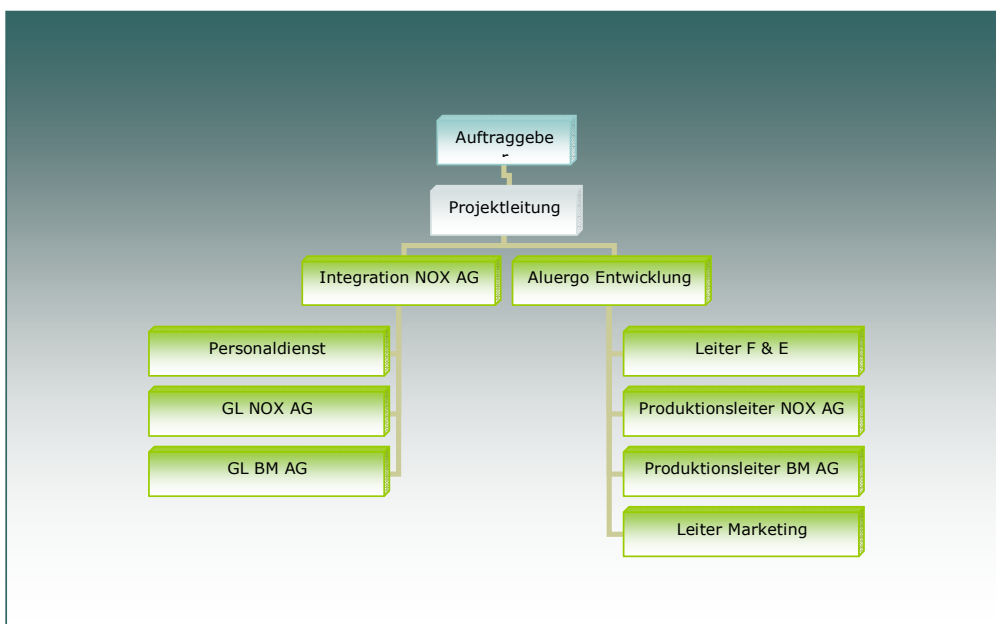 Auftraggebe
r
Projektleitung
Integration NOX AG
Aluergo Entwicklung
Personaldienst
GL NOX AG
GL BM AG
Leiter F & E
Produktionsleiter NOX AG
Produktionsleiter BM AG
Leiter Marketing